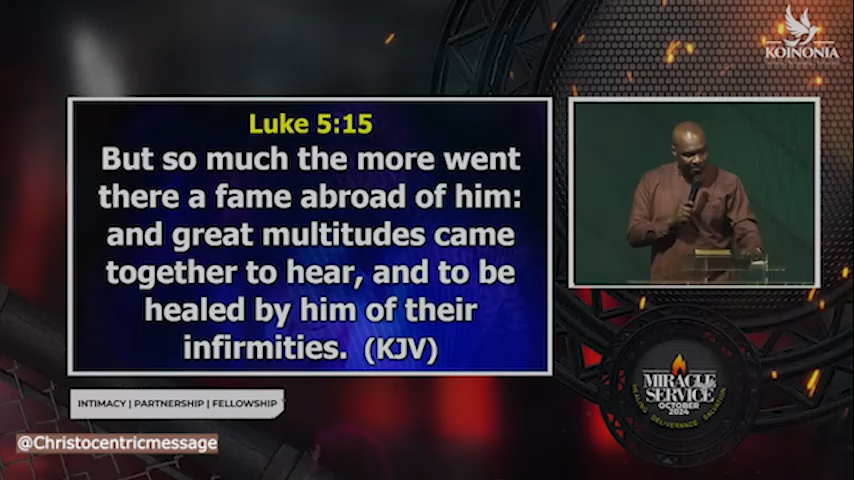 KOINONIA
Luke 5:15
But so much the more went
there a fame abroad of him:
and great multitudes came
together to hear, and to be
healed by him of their
infirmities. (KJV)
INTIMACY | PARTNERSHIP | FELLOWSHIP
MIRACLE
SERVICE
OCTOBER
2024
HEALING DELIVERANCE SALVATION
@Christocentricmessage